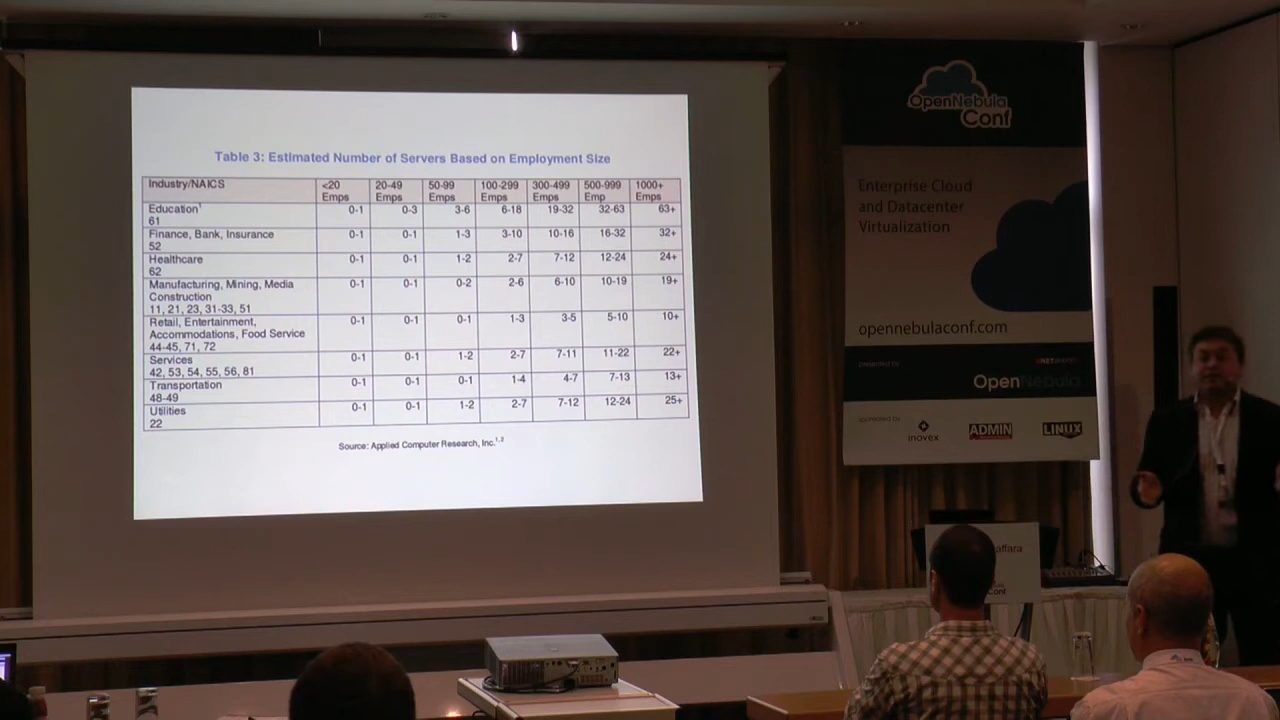 Table 3: Estimated Number of Servers Based on Employment Size
Industry/NAICS <20 Emps 20-49 Emps 50-99 Emps 100-299 Emps 300-499 Emps 500-999 Emp 1000+ Emps
Education¹ 0-1 0-3 3-6 6-18 19-32 32-63 63+
61
Finance, Bank, Insurance 0-1 0-1 1-3 3-10 10-16 16-32 32+
52
Healthcare 0-1 0-1 1-2 2-7 7-12 12-24 24+
62
Manufacturing, Mining, Media 0-1 0-1 0-2 2-6 6-10 10-19 19+
Construction
11, 21, 23, 31-33, 51
Retail, Entertainment, 0-1 0-1 0-1 1-3 3-5 5-10 10+
Accommodations, Food Service
44-45, 71, 72
Services 0-1 0-1 1-2 2-7 7-11 11-22 22+
42, 53, 54, 55, 56, 81
Transportation 0-1 0-1 0-1 1-4 4-7 7-13 13+
48-49
Utilities 0-1 0-1 1-2 2-7 7-12 12-24 25+
22
Source: Applied Computer Research, Inc.¹,²
OpenNebula
Conf
Enterprise Cloud
and Datacenter
Virtualization
opennebulaconf.com
presented by
OpenNebula
sponsored by
inovex
ADMIN
LINUX
affara
Conf